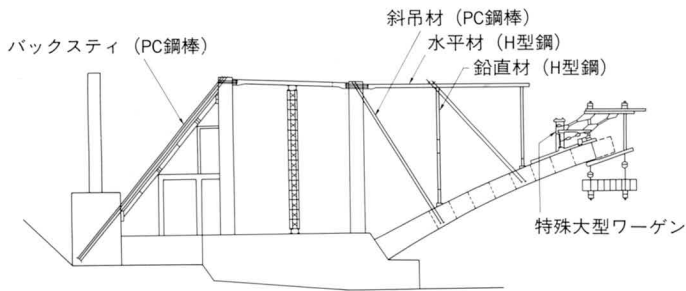 斜吊材（PC鋼棒）
バックスティ（PC鋼棒）
水平材（H型鋼）
鉛直材（H型鋼）
特殊大型ワーゲン